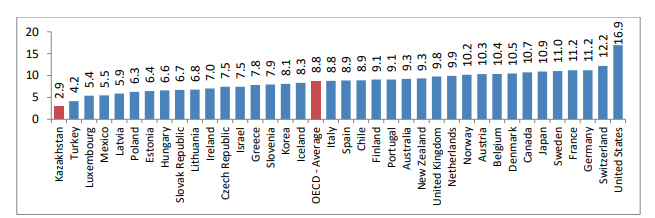 20
15
10
5
0
2.9
4.2
5.4
5.5
5.9
6.3
6.4
6.6
6.7
6.8
7.0
7.5
7.5
7.8
7.9
8.1
8.3
8.8
8.8
8.9
8.9
9.1
9.1
9.3
9.3
9.8
9.9
10.2
10.3
10.4
10.5
10.7
10.9
11.0
11.2
11.2
12.2
16.9
Kazakhstan
Turkey
Luxembourg
Mexico
Latvia
Poland
Estonia
Hungary
Slovak Republic
Lithuania
Ireland
Czech Republic
Israel
Greece
Slovenia
Korea
Iceland
OECD - Average
Italy
Spain
Chile
Finland
Portugal
Australia
New Zealand
United Kingdom
Netherlands
Norway
Austria
Belgium
Denmark
Canada
Japan
Sweden
France
Germany
Switzerland
United States